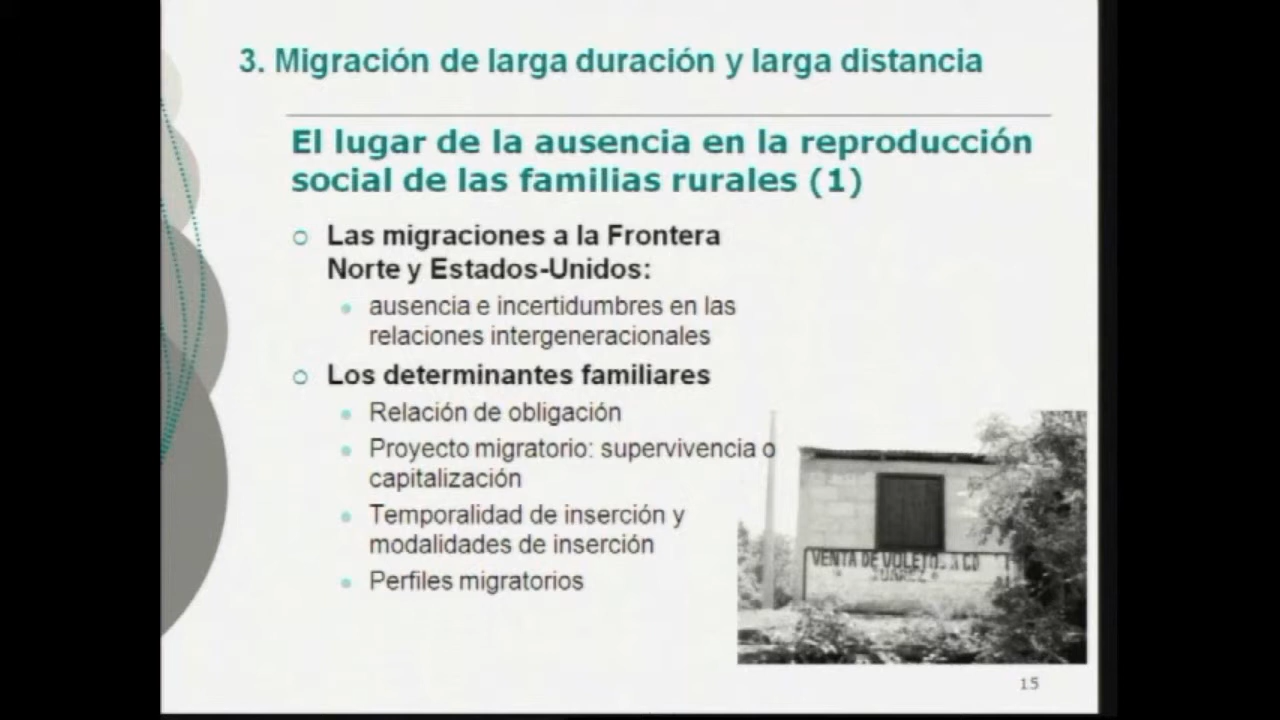 3. Migración de larga duración y larga distancia
El lugar de la ausencia en la reproducción
social de las familias rurales (1)
Las migraciones a la Frontera
Norte y Estados-Unidos:
ausencia e incertidumbres en las
relaciones intergeneracionales
Los determinantes familiares
Relación de obligación
Proyecto migratorio: supervivencia o
capitalización
Temporalidad de inserción y
modalidades de inserción
Perfiles migratorios
VENTA DE
15